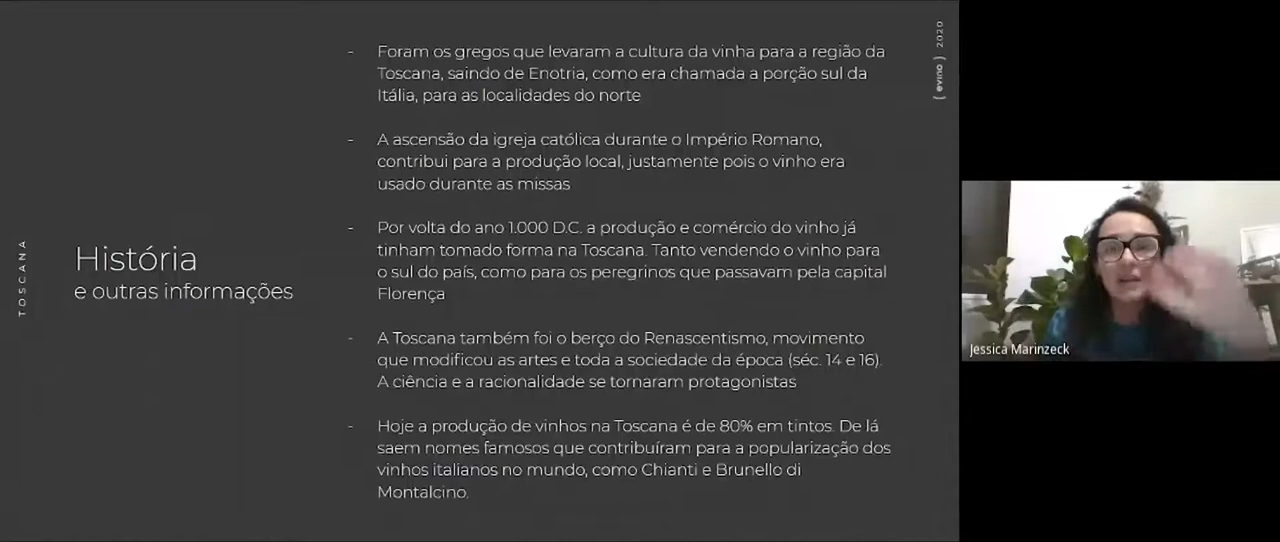 TOSCANA
História
e outras informações
- Foram os gregos que levaram a cultura da vinha para a região da
Toscana, saindo de Enotria, como era chamada a porção sul da
Itália, para as localidades do norte
- A ascensão da igreja católica durante o Império Romano,
contribui para a produção local, justamente pois o vinho era
usado durante as missas
- Por volta do ano 1.000 D.C. a produção e comércio do vinho já
tinham tomado forma na Toscana. Tanto vendendo o vinho para
o sul do país, como para os peregrinos que passavam pela capital
Florença
- A Toscana também foi o berço do Renascentismo, movimento
que modificou as artes e toda a sociedade da época (séc. 14 e 16).
A ciência e a racionalidade se tornaram protagonistas
- Hoje a produção de vinhos na Toscana é de 80% em tintos. De lá
saem nomes famosos que contribuíram para a popularização dos
vinhos italianos no mundo, como Chianti e Brunello di
Montalcino.
( evino ) 2020
Jessica Marinzeck